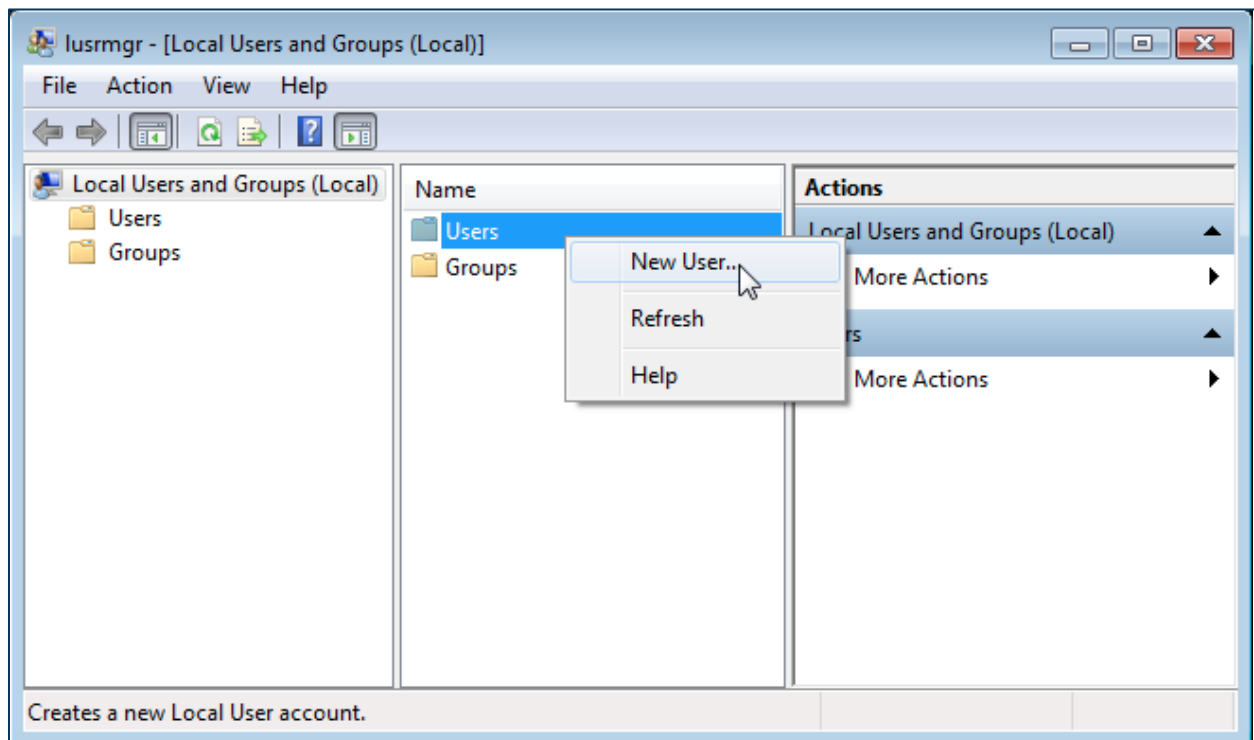 lusrmgr - [Local Users and Groups (Local)]
File Action View Help
Local Users and Groups (Local)
Users
Groups
Name
Users
Groups
New User...
Refresh
Help
Actions
Local Users and Groups (Local)
More Actions
rs
More Actions
Creates a new Local User account.